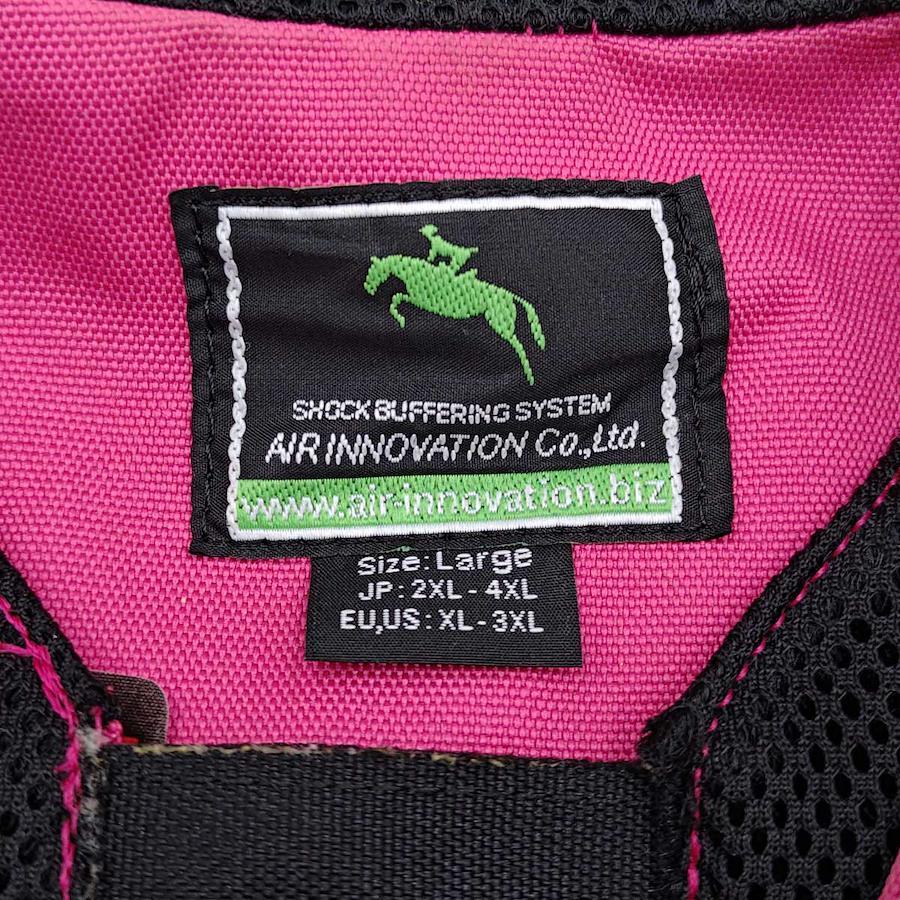 SHOCK BUFFERING SYSTEM
AIR INNOVATION Co.,Ltd.
www.air-innovation.biz
Size: Large
JP: 2XL - 4XL
EU,US: XL - 3XL